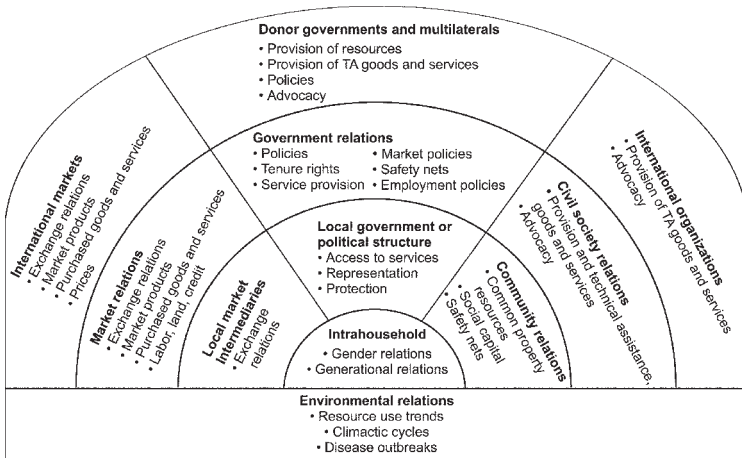 Donor governments and multilaterals
• Provision of resources
• Provision of TA goods and services
• Policies
• Advocacy
International markets
• Exchange relations
• Market products
• Purchased goods and services
• Prices
Government relations
• Policies
• Tenure rights
• Service provision
• Market policies
• Safety nets
• Employment policies
International organizations
• Provision of TA goods and services
• Advocacy
Market relations
• Exchange relations
• Market products
• Purchased goods and services
• Labor, land, credit
Local government or
political structure
• Access to services
• Representation
• Protection
Civil society relations
• Provision and technical assistance,
goods and services
• Advocacy
Local market
Intermediaries
• Exchange
relations
Community relations
• Common property
resources
• Social capital
• Safety nets
Intrahousehold
• Gender relations
• Generational relations
Environmental relations
• Resource use trends
• Climactic cycles
• Disease outbreaks